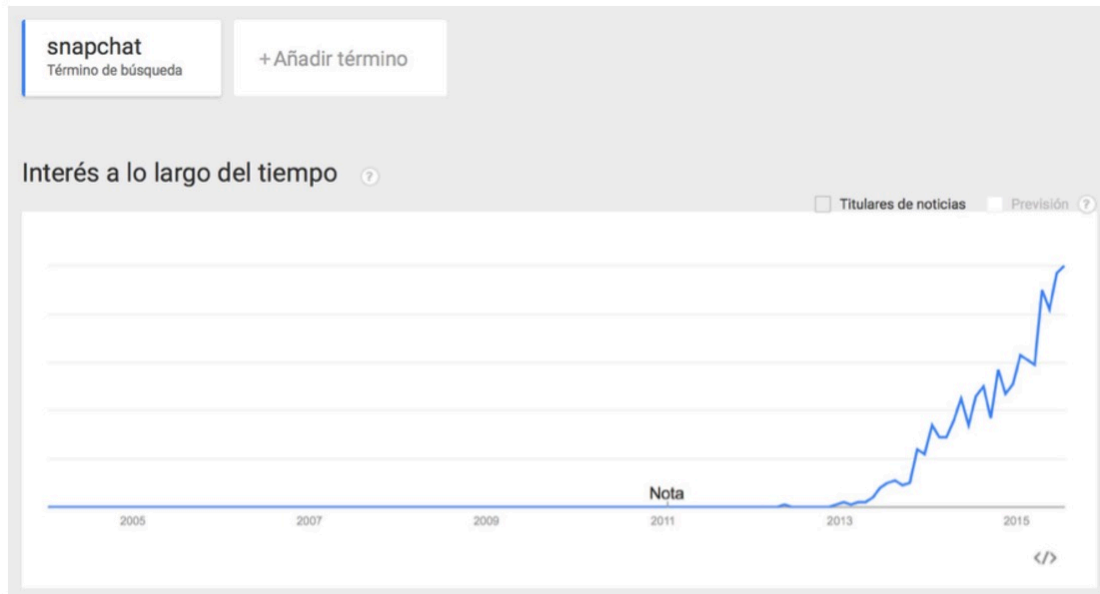 snapchat
Término de búsqueda
+Añadir término
Interés a lo largo del tiempo ?
Titulares de noticias
Previsión ?
Nota
2005 2007 2009 2011 2013 2015
</>